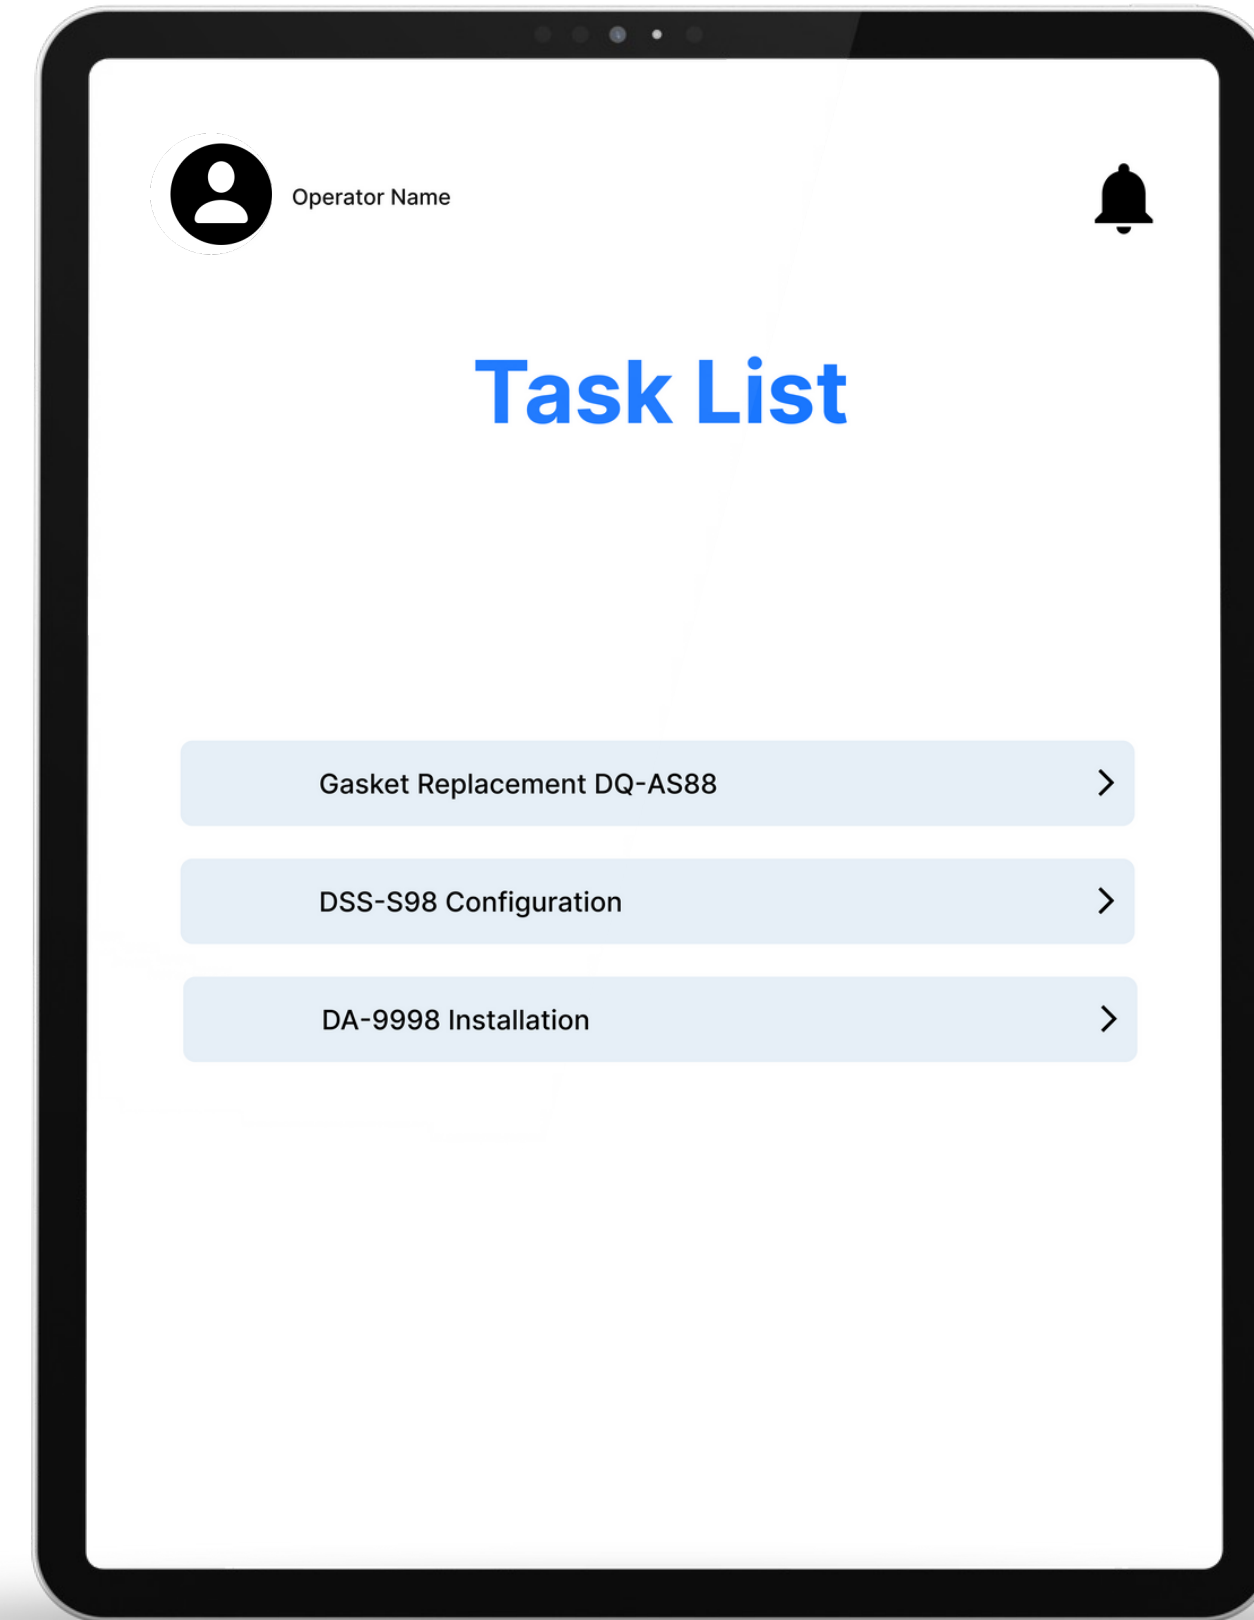 Operator Name
Task List
Gasket Replacement DQ-AS88
DSS-S98 Configuration
DA-9998 Installation